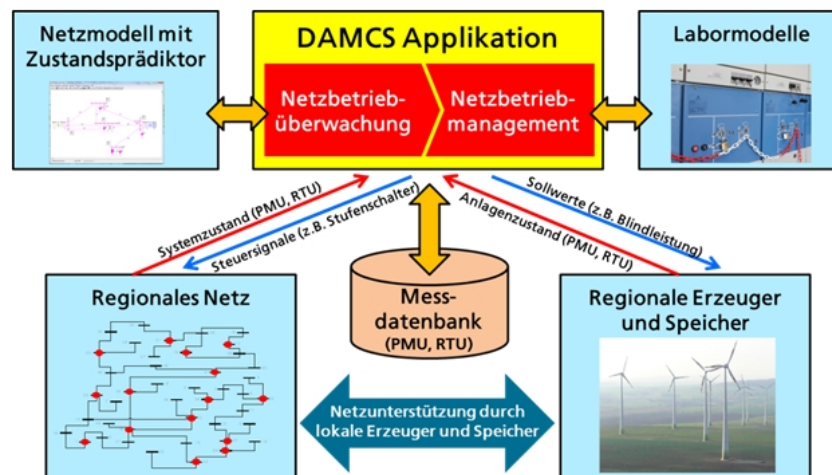 Netzmodell mit
Zustandsprädiktor
DAMCS Applikation
Netzbetrieb-
überwachung
Netzbetrieb-
management
Labormodelle
Systemzustand (PMU, RTU)
Steuersignale (z.B. Stufenschalter)
Sollwerte (z.B. Blindleistung)
Anlagenzustand (PMU, RTU)
Regionales Netz
Mess-
datenbank
(PMU, RTU)
Regionale Erzeuger
und Speicher
Netzunterstützung durch
lokale Erzeuger und Speicher